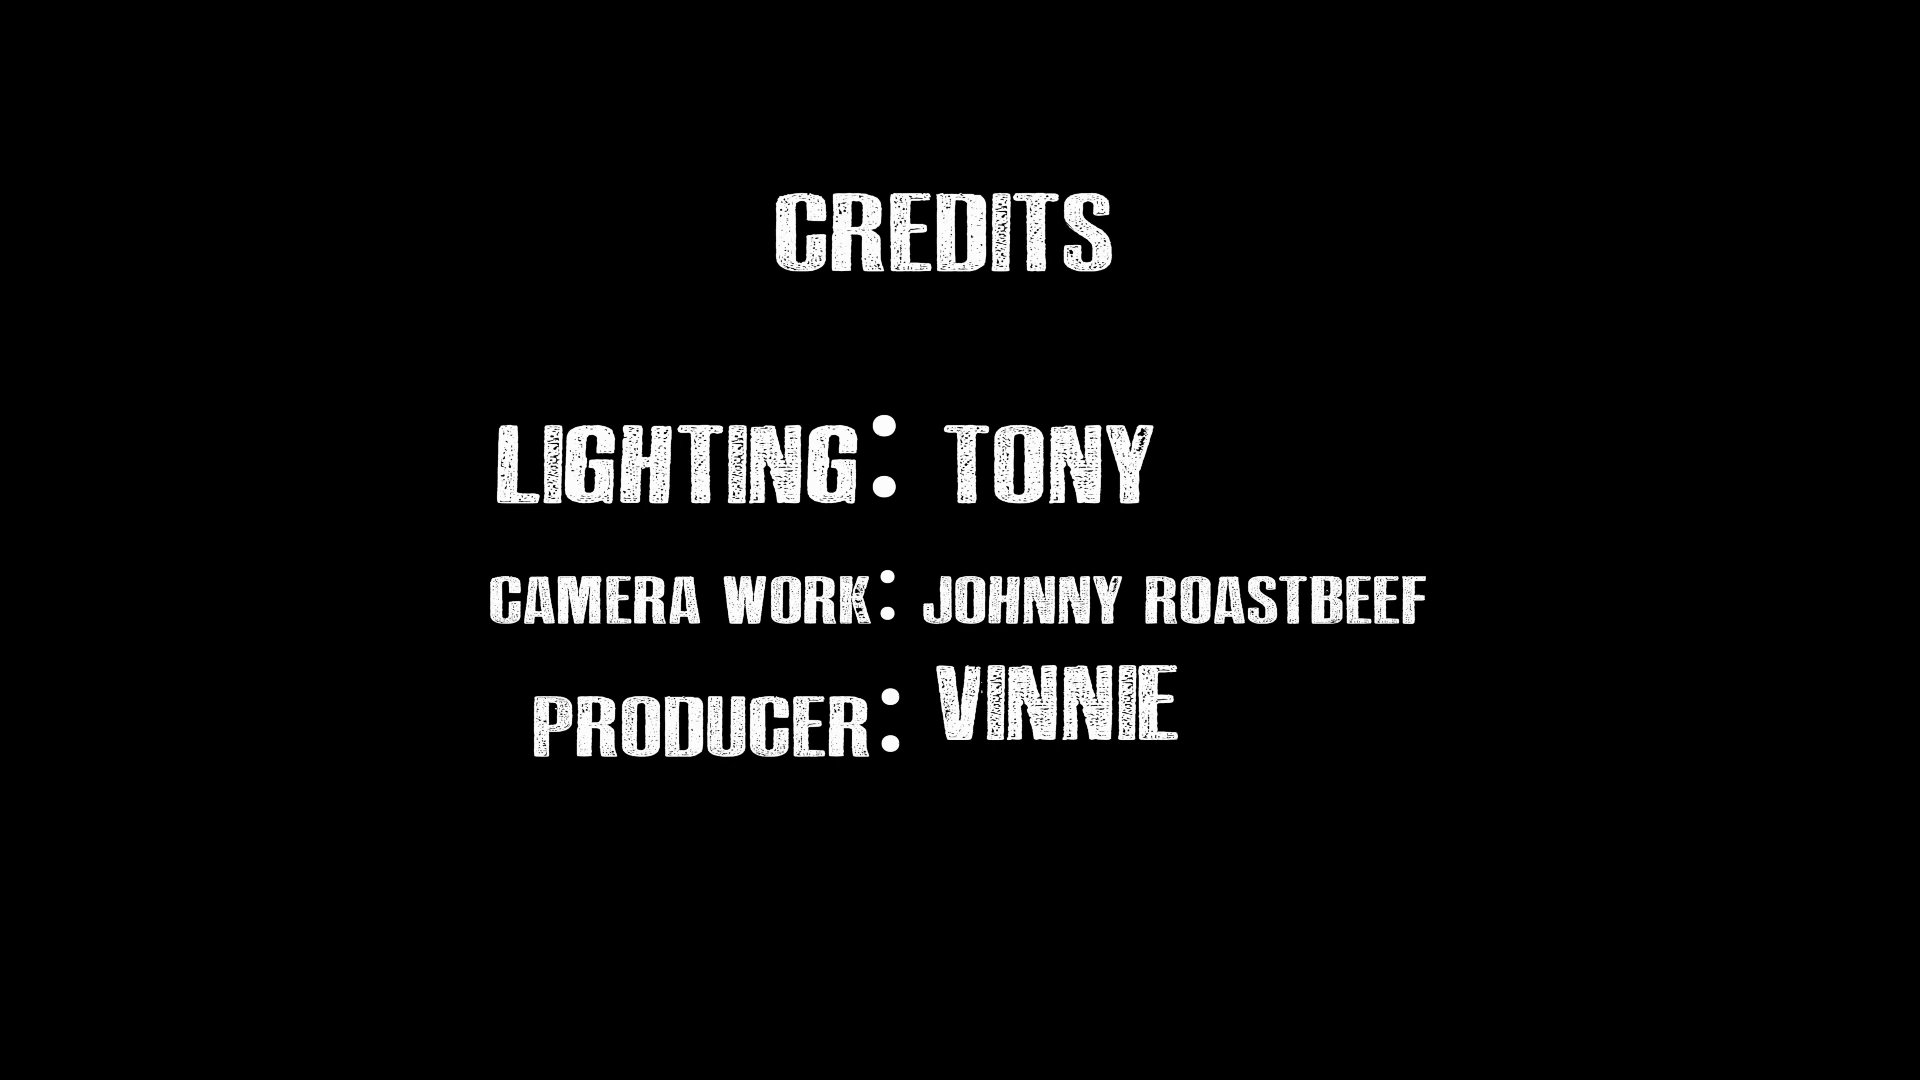 CREDITS
LIGHTING: TONY
CAMERA WORK: JOHNNY ROASTBEEF
PRODUCER: VINNIE